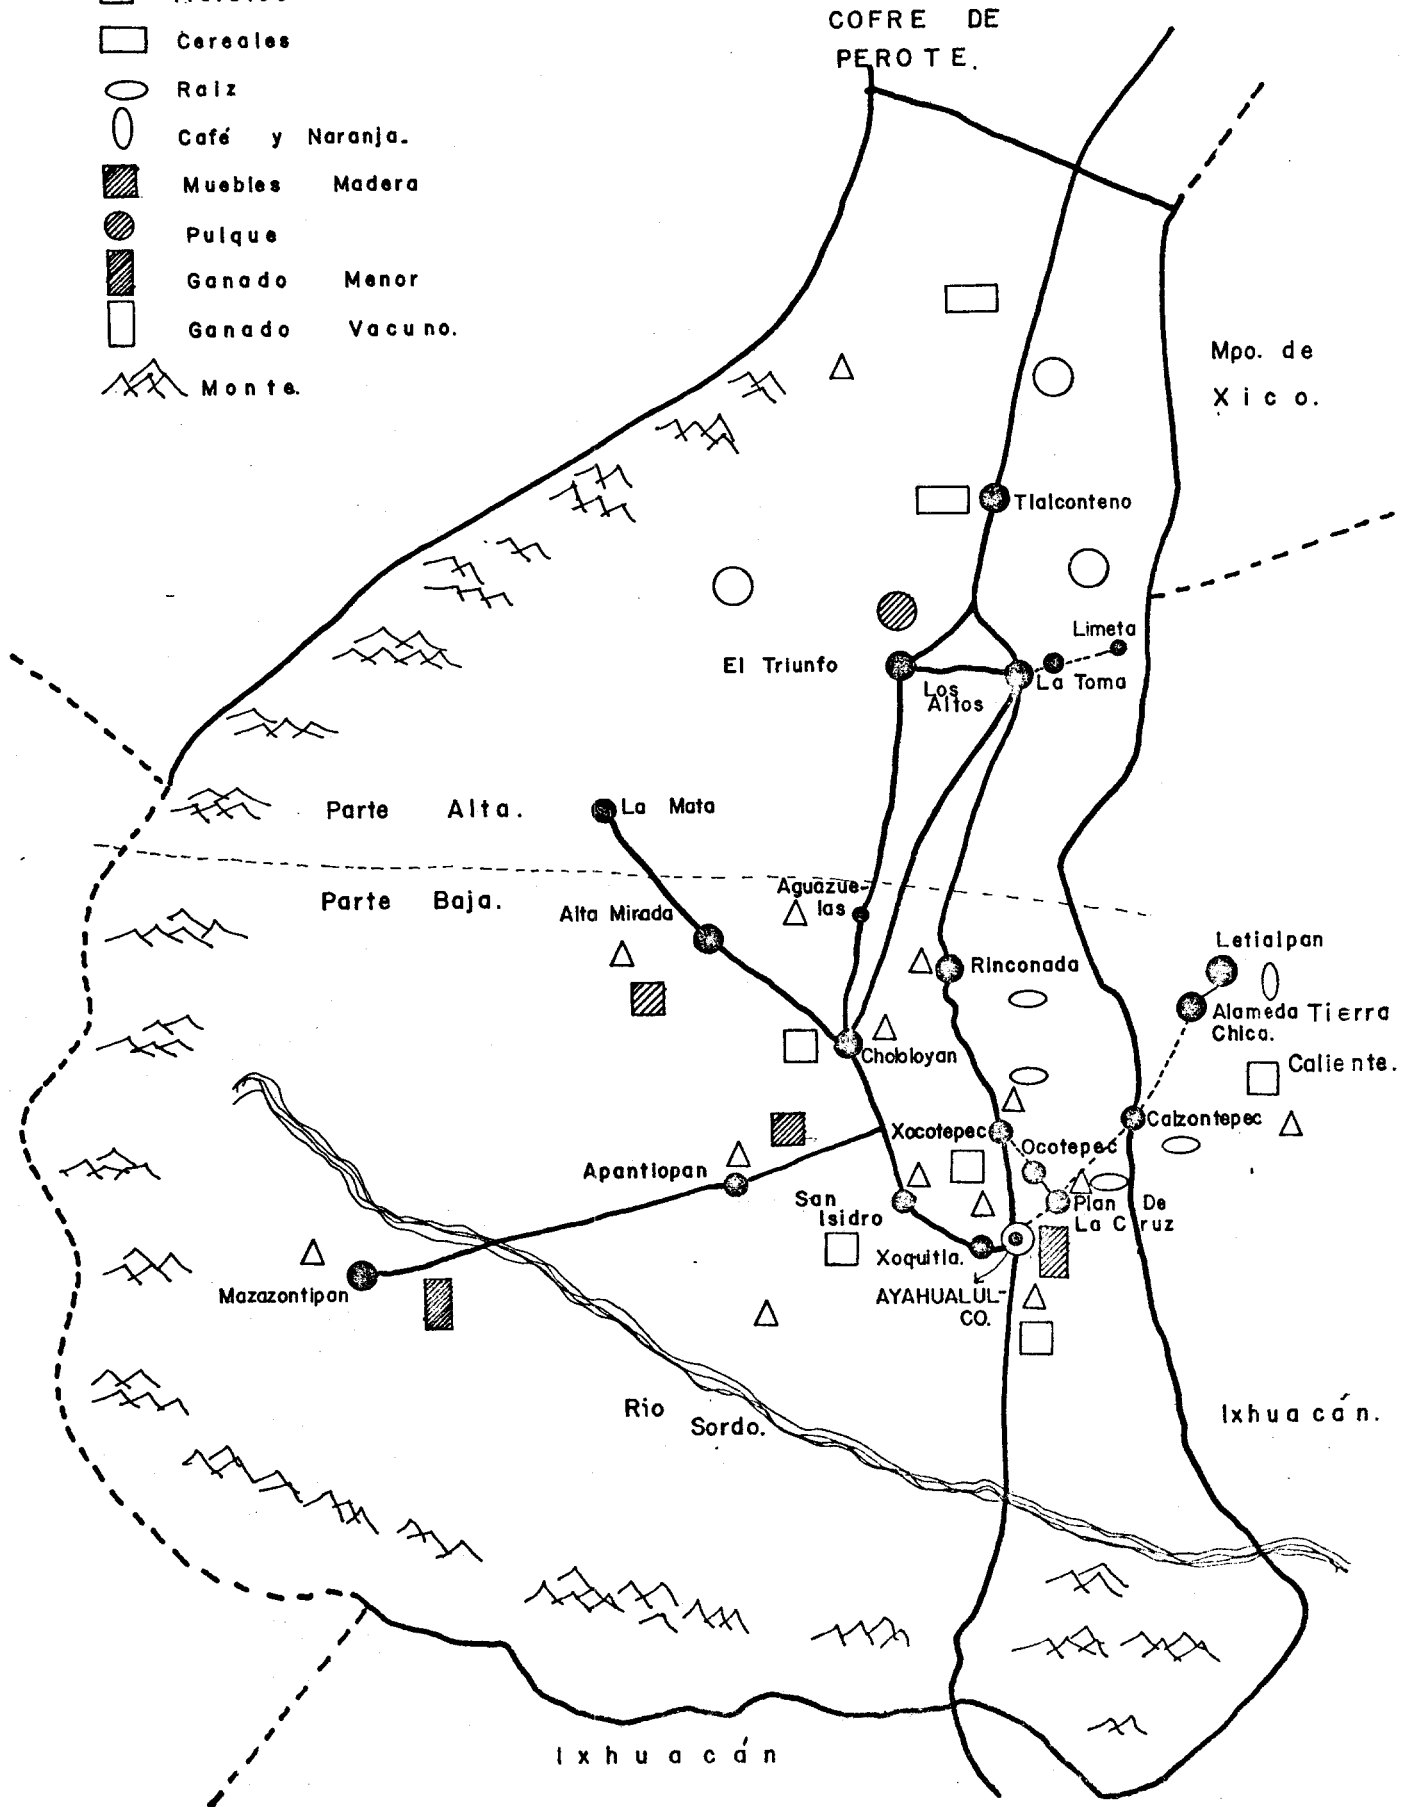 Cereales
Raiz
Café y Naranja.
Muebles Madera
Pulque
Ganado Menor
Ganado Vacuno.
Monte.
COFRE DE
PEROTE.
Mpo. de
Xico.
Tlalconteno
Limeta
El Triunfo
Los
Altos
La Toma
Parte Alta.
La Mata
Parte Baja.
Aguazue-
las
Alta Mirada
Rinconada
Letialpan
Alameda
Chica.
Tierra
Caliente.
Chololoyan
Xocotepec
Ocotepec
Calzontepec
Apantlopan
San
Isidro
Plan De
La Cruz
Xoquitla.
AYAHUALUL-
CO.
Mazazontipan
Rio
Sordo.
Ixhuacán.
Ixhuacán